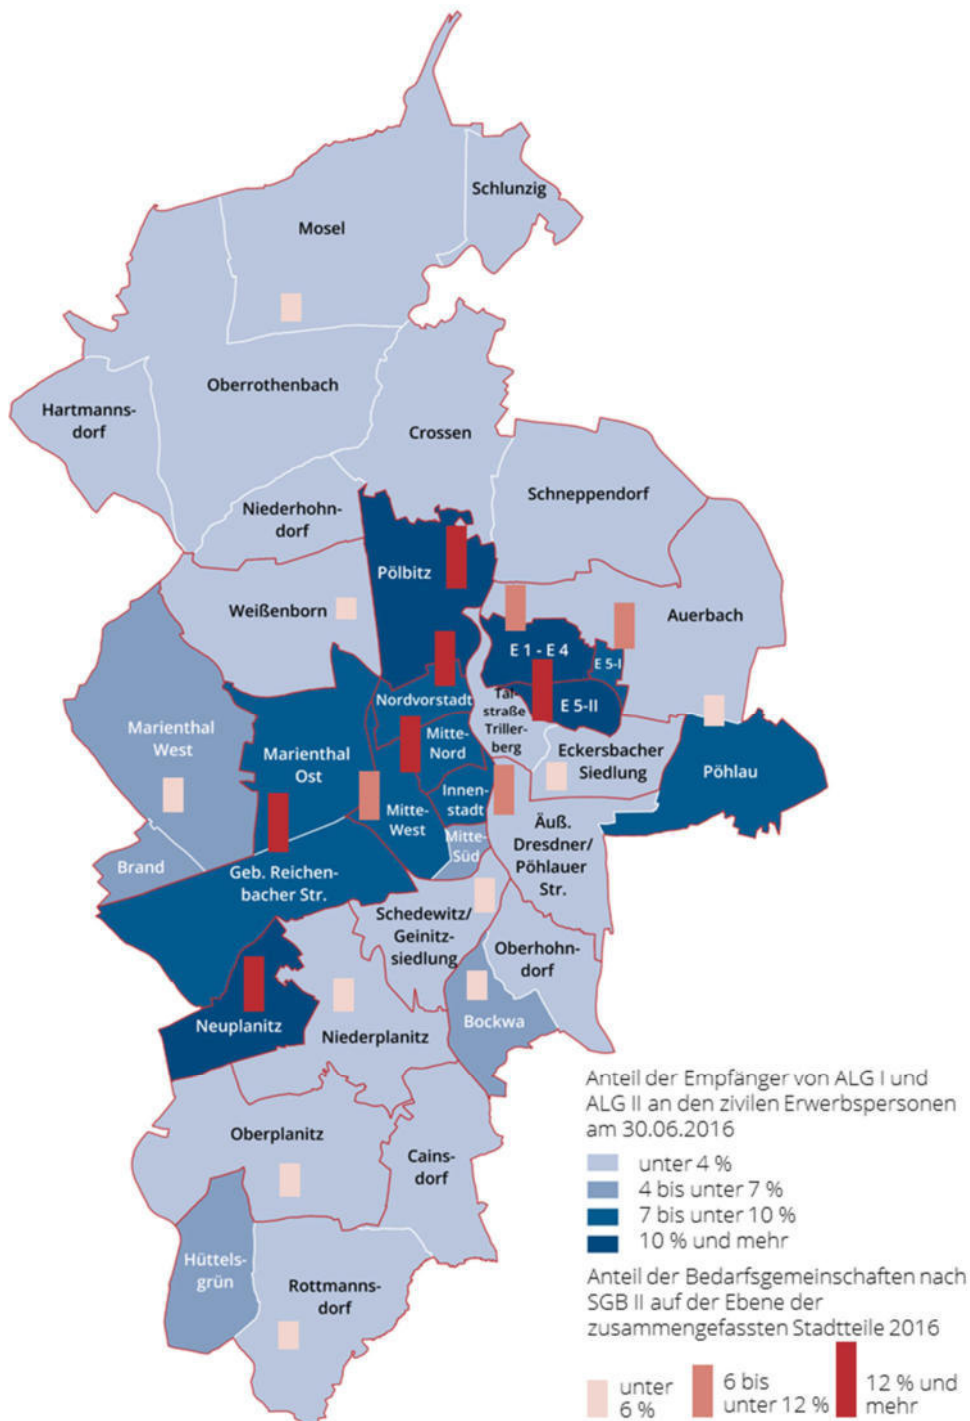 Schlunzig
Mosel
Oberrothenbach
Hartmanns-
dorf
Crossen
Schneppendorf
Niederhohn-
dorf
Pölbitz
Weißenborn
Auerbach
E 1 - E 4
E 5-I
Nordvorstadt
Tal-
straße
Triller-
berg
E 5-II
Marienthal
West
Marienthal
Ost
Mitte-
Nord
Eckersbacher
Siedlung
Pöhlau
Innen-
stadt
Mitte-
West
Mitte-
Süd
Äuß.
Dresdner/
Pöhlauer
Str.
Brand
Geb. Reichen-
bacher Str.
Schedewitz/
Geinitz-
siedlung
Oberhohn-
dorf
Neuplanitz
Niederplanitz
Bockwa
Oberplanitz
Cains-
dorf
Hüttels-
grün
Rottmanns-
dorf
Anteil der Empfänger von ALG I und
ALG II an den zivilen Erwerbspersonen
am 30.06.2016
unter 4 %
4 bis unter 7 %
7 bis unter 10 %
10 % und mehr
Anteil der Bedarfsgemeinschaften nach
SGB II auf der Ebene der
zusammengefassten Stadtteile 2016
unter
6 %
6 bis
unter 12 %
12 % und
mehr